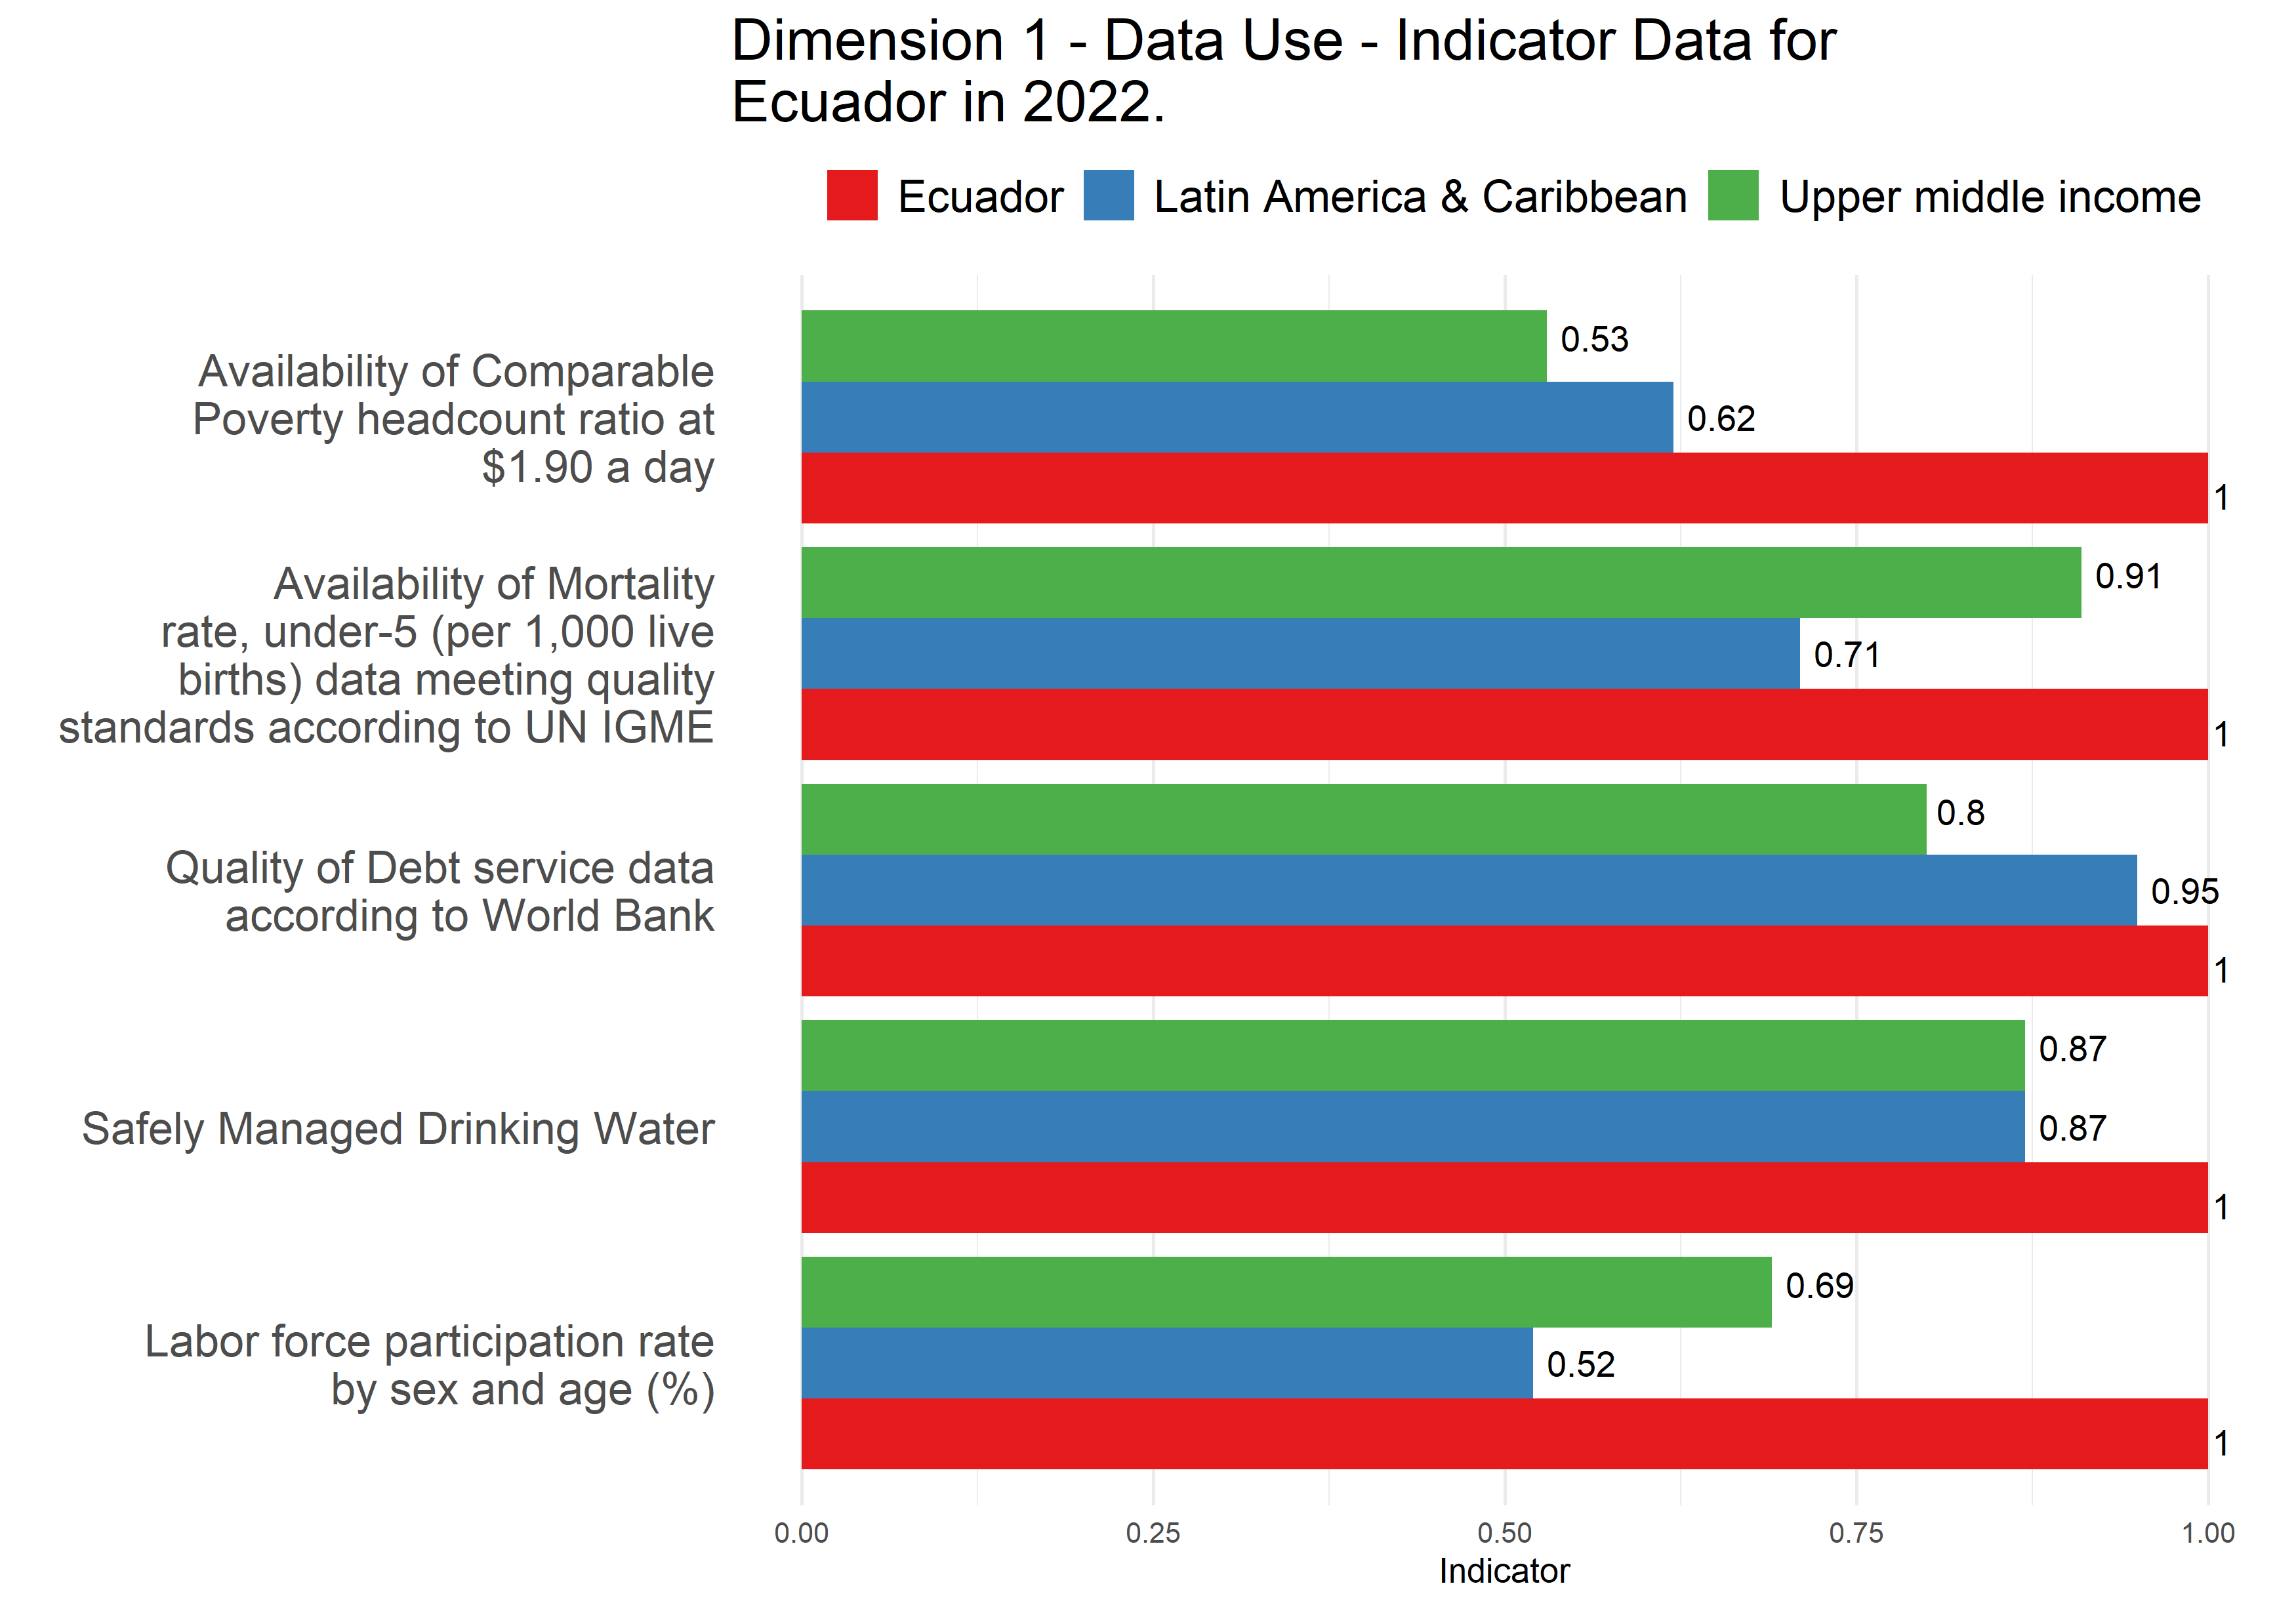 Dimension 1 - Data Use - Indicator Data for
Ecuador in 2022.
Ecuador
Latin America & Caribbean
Upper middle income
Availability of Comparable
Poverty headcount ratio at
$1.90 a day
0.53
0.62
1
Availability of Mortality
rate, under-5 (per 1,000 live
births) data meeting quality
standards according to UN IGME
0.91
0.71
1
Quality of Debt service data
according to World Bank
0.8
0.95
1
Safely Managed Drinking Water
0.87
0.87
1
Labor force participation rate
by sex and age (%)
0.69
0.52
1
0.00
0.25
0.50
0.75
1.00
Indicator